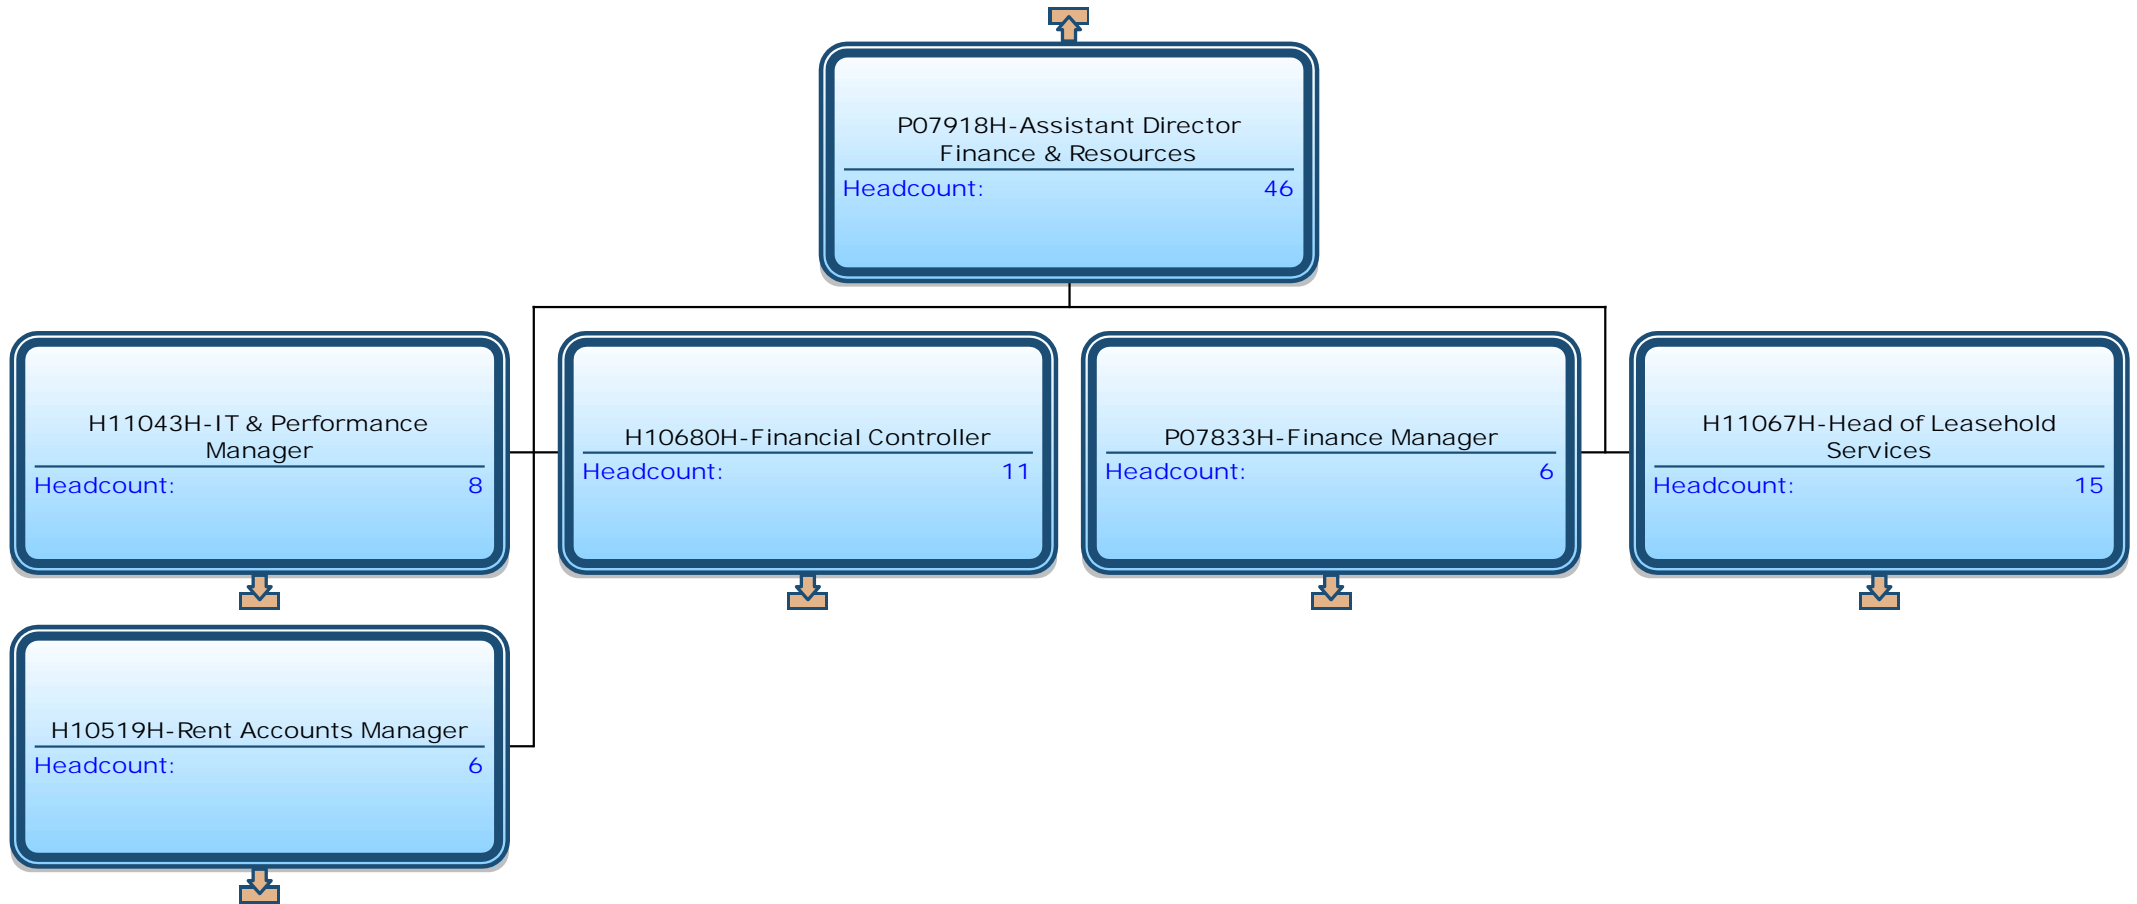 P07918H-Assistant Director
Finance & Resources
Headcount: 46
H11043H-IT & Performance
Manager
Headcount: 8
H10680H-Financial Controller
Headcount: 11
P07833H-Finance Manager
Headcount: 6
H11067H-Head of Leasehold
Services
Headcount: 15
H10519H-Rent Accounts Manager
Headcount: 6